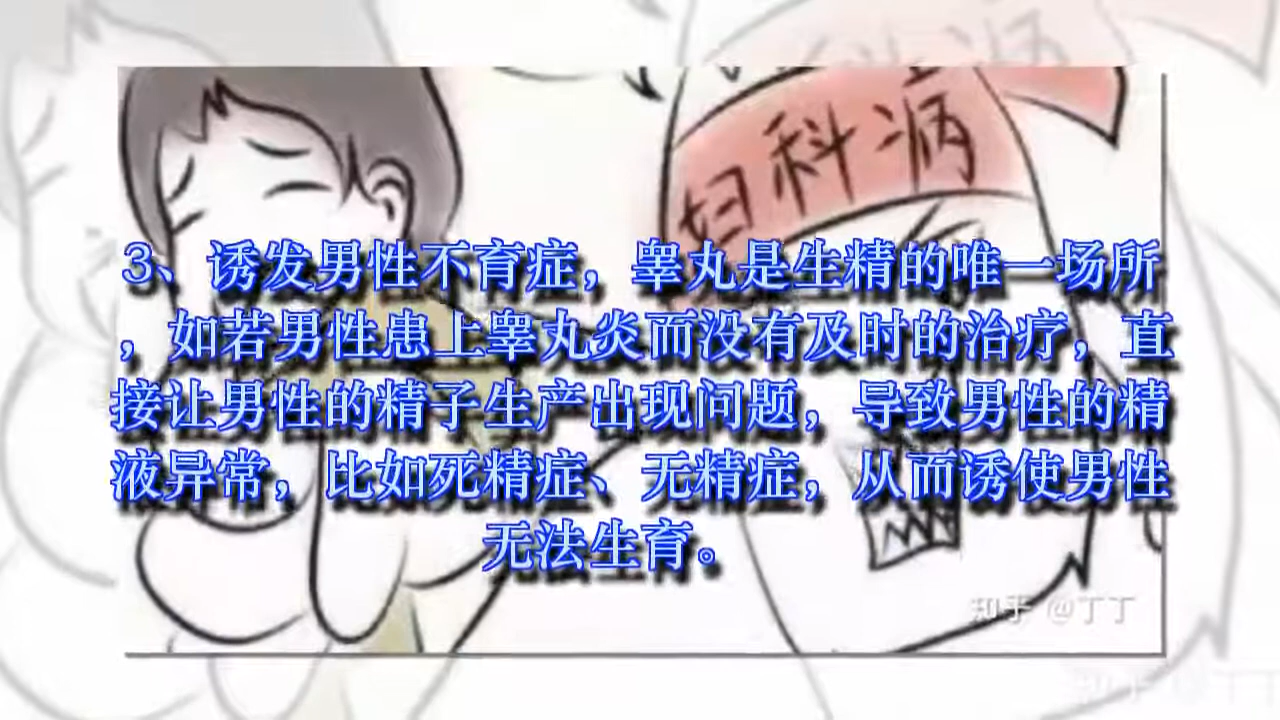 妇科病
3、诱发男性不育症，睾丸是生精的唯一场所
，如若男性患上睾丸炎而没有及时的治疗，直
接让男性的精子生产出现问题，导致男性的精
液异常，比如死精症、无精症，从而诱使男性
无法生育。
知乎 @丁丁